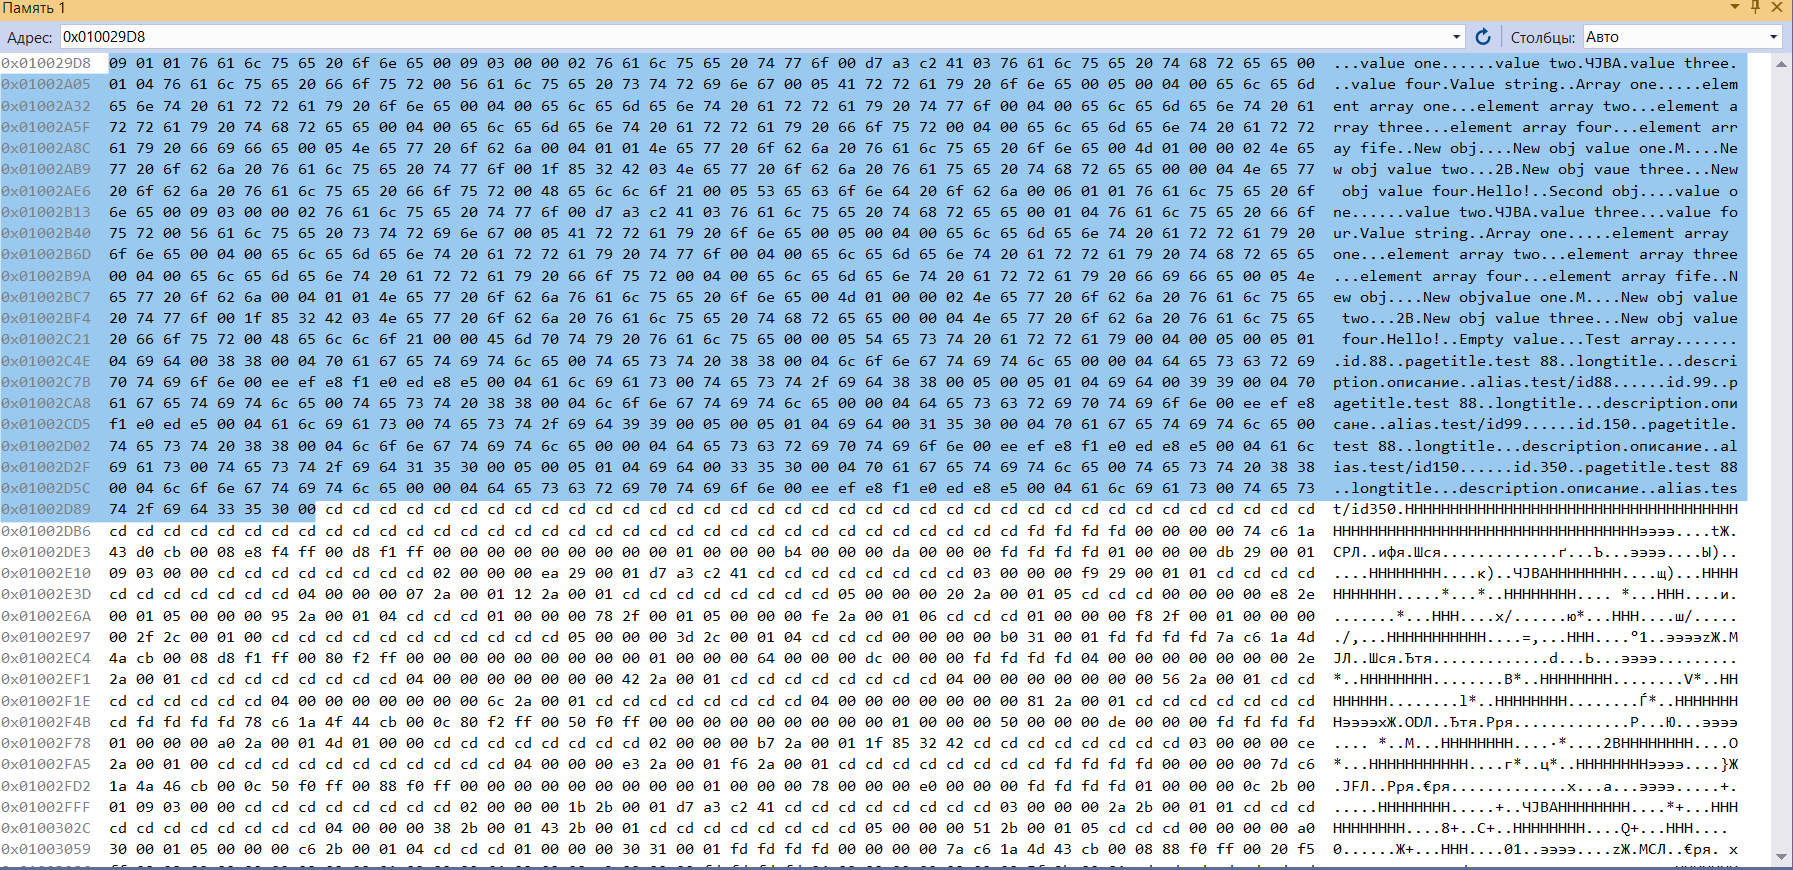 Память 1
Адрес: 0x010029D8 Столбцы: Авто
0x010029D8 09 01 01 76 61 6c 75 65 20 6f 6e 65 00 09 03 00 00 02 76 61 6c 75 65 20 74 77 6f 00 d7 a3 c2 41 03 76 61 6c 75 65 20 74 68 72 65 65 00 ...value one......value two.ЧЈВA.value three.
0x01002A05 01 04 76 61 6c 75 65 20 66 6f 75 72 00 56 61 6c 75 65 20 73 74 72 69 6e 67 00 05 41 72 72 61 79 20 6f 6e 65 00 05 00 04 00 65 6c 65 6d ..value four.Value string..Array one.....elem
0x01002A32 65 6e 74 20 61 72 72 61 79 20 6f 6e 65 00 04 00 65 6c 65 6d 65 6e 74 20 61 72 72 61 79 20 74 77 6f 00 04 00 65 6c 65 6d 65 6e 74 20 61 ent array one...element array two...element a
0x01002A5F 72 72 61 79 20 74 68 72 65 65 00 04 00 65 6c 65 6d 65 6e 74 20 61 72 72 61 79 20 66 6f 75 72 00 04 00 65 6c 65 6d 65 6e 74 20 61 72 72 rray three...element array four...element arr
0x01002A8C 61 79 20 66 69 66 65 00 05 4e 65 77 20 6f 62 6a 00 04 01 01 4e 65 77 20 6f 62 6a 20 76 61 6c 75 65 20 6f 6e 65 00 4d 01 00 00 02 4e 65 ay fife..New obj....New obj value one.M....Ne
0x01002AB9 77 20 6f 62 6a 20 76 61 6c 75 65 20 74 77 6f 00 1f 85 32 42 03 4e 65 77 20 6f 62 6a 20 76 61 75 65 20 74 68 72 65 65 00 00 04 4e 65 77 w obj value two...2B.New obj vaue three...New
0x01002AE6 20 6f 62 6a 20 76 61 6c 75 65 20 66 6f 75 72 00 48 65 6c 6c 6f 21 00 05 53 65 63 6f 6e 64 20 6f 62 6a 00 06 01 01 76 61 6c 75 65 20 6f  obj value four.Hello!..Second obj....value o
0x01002B13 6e 65 00 09 03 00 00 02 76 61 6c 75 65 20 74 77 6f 00 d7 a3 c2 41 03 76 61 6c 75 65 20 74 68 72 65 65 00 01 04 76 61 6c 75 65 20 66 6f ne......value two.ЧЈВA.value three...value fo
0x01002B40 75 72 00 56 61 6c 75 65 20 73 74 72 69 6e 67 00 05 41 72 72 61 79 20 6f 6e 65 00 05 00 04 00 65 6c 65 6d 65 6e 74 20 61 72 72 61 79 20 ur.Value string..Array one.....element array
0x01002B6D 6f 6e 65 00 04 00 65 6c 65 6d 65 6e 74 20 61 72 72 61 79 20 74 77 6f 00 04 00 65 6c 65 6d 65 6e 74 20 61 72 72 61 79 20 74 68 72 65 65 one...element array two...element array three
0x01002B9A 00 04 00 65 6c 65 6d 65 6e 74 20 61 72 72 61 79 20 66 6f 75 72 00 04 00 65 6c 65 6d 65 6e 74 20 61 72 72 61 79 20 66 69 66 65 00 05 4e ...element array four...element array fife..N
0x01002BC7 65 77 20 6f 62 6a 00 04 01 01 4e 65 77 20 6f 62 6a 76 61 6c 75 65 20 6f 6e 65 00 4d 01 00 00 02 4e 65 77 20 6f 62 6a 20 76 61 6c 75 65 ew obj....New objvalue one.M....New obj value
0x01002BF4 20 74 77 6f 00 1f 85 32 42 03 4e 65 77 20 6f 62 6a 20 76 61 6c 75 65 20 74 68 72 65 65 00 00 04 4e 65 77 20 6f 62 6a 20 76 61 6c 75 65  two...2B.New obj value three...New obj value
0x01002C21 20 66 6f 75 72 00 48 65 6c 6c 6f 21 00 00 45 6d 70 74 79 20 76 61 6c 75 65 00 00 05 54 65 73 74 20 61 72 72 61 79 00 04 00 05 00 05 01  four.Hello!..Empty value...Test array.......
0x01002C4E 04 69 64 00 38 38 00 04 70 61 67 65 74 69 74 6c 65 00 74 65 73 74 20 38 38 00 04 6c 6f 6e 67 74 69 74 6c 65 00 00 04 64 65 73 63 72 69 .id.88..pagetitle.test 88..longtitle...descri
0x01002C7B 70 74 69 6f 6e 00 ee ef e8 f1 e0 ed e8 e5 00 04 61 6c 69 61 73 00 74 65 73 74 2f 69 64 38 38 00 05 00 05 01 04 69 64 00 39 39 00 04 70 ption.описание..alias.test/id88......id.99..p
0x01002CA8 61 67 65 74 69 74 6c 65 00 74 65 73 74 20 38 38 00 04 6c 6f 6e 67 74 69 74 6c 65 00 00 04 64 65 73 63 72 69 70 74 69 6f 6e 00 ee ef e8 agetitle.test 88..longtitle...description.опи
0x01002CD5 f1 e0 ed e5 00 04 61 6c 69 61 73 00 74 65 73 74 2f 69 64 39 39 00 05 00 05 01 04 69 64 00 31 35 30 00 04 70 61 67 65 74 69 74 6c 65 00 сане..alias.test/id99......id.150..pagetitle.
0x01002D02 74 65 73 74 20 38 38 00 04 6c 6f 6e 67 74 69 74 6c 65 00 00 04 64 65 73 63 72 69 70 74 69 6f 6e 00 ee ef e8 f1 e0 ed e8 e5 00 04 61 6c test 88..longtitle...description.описание..al
0x01002D2F 69 61 73 00 74 65 73 74 2f 69 64 31 35 30 00 05 00 05 01 04 69 64 00 33 35 30 00 04 70 61 67 65 74 69 74 6c 65 00 74 65 73 74 20 38 38 ias.test/id150......id.350..pagetitle.test 88
0x01002D5C 00 04 6c 6f 6e 67 74 69 74 6c 65 00 00 04 64 65 73 63 72 69 70 74 69 6f 6e 00 ee ef e8 f1 e0 ed e8 e5 00 04 61 6c 69 61 73 00 74 65 73 ..longtitle...description.описание..alias.tes
0x01002D89 74 2f 69 64 33 35 30 00 cd cd cd cd cd cd cd cd cd cd cd cd cd cd cd cd cd cd cd cd cd cd cd cd cd cd cd cd cd cd cd cd cd cd cd cd cd t/id350.ННННННННННННННННННННННННННННННННННННН
0x01002DB6 cd cd cd cd cd cd cd cd cd cd cd cd cd cd cd cd cd cd cd cd cd cd cd cd cd cd cd cd cd cd cd cd cd cd fd fd fd fd 00 00 00 00 74 c6 1a ННННННННННННННННННННННННННННННННННэээээ....tЖ.
0x01002DE3 43 d0 cb 00 08 e8 f4 ff 00 d8 f1 ff 00 00 00 00 00 00 00 00 00 01 00 00 00 b4 00 00 00 da 00 00 00 fd fd fd fd 01 00 00 00 db 29 00 01 CРЛ..ифя.Шся.............ґ...Ъ...ээээ....Ы)..
0x01002E10 09 03 00 00 cd cd cd cd cd cd cd cd 02 00 00 00 ea 29 00 01 d7 a3 c2 41 cd cd cd cd cd cd cd cd 03 00 00 00 f9 29 00 01 01 cd cd cd cd ....НННННННН....к)..ЧЈВAНННННННН....щ)...НННН
0x01002E3D cd cd cd cd cd cd cd 04 00 00 00 07 2a 00 01 12 2a 00 01 cd cd cd cd cd cd cd cd 05 00 00 00 20 2a 00 01 05 cd cd cd 00 00 00 00 e8 2e ННННННН.....*...*..НННННННН.... *...ННН....и.
0x01002E6A 00 01 05 00 00 00 95 2a 00 01 04 cd cd cd 01 00 00 00 78 2f 00 01 05 00 00 00 fe 2a 00 01 06 cd cd cd 01 00 00 00 f8 2f 00 01 00 00 00 .......*...ННН....x/......ю*...ННН....ш/.....
0x01002E97 00 2f 2c 00 01 00 cd cd cd cd cd cd cd cd cd cd cd 05 00 00 00 3d 2c 00 01 04 cd cd cd 00 00 00 00 b0 31 00 01 fd fd fd fd 7a c6 1a 4d ./,...ННННННННННН....=,...ННН....°1..ээээzЖ.M
0x01002EC4 4a cb 00 08 d8 f1 ff 00 80 f2 ff 00 00 00 00 00 00 00 00 00 01 00 00 00 64 00 00 00 dc 00 00 00 fd fd fd fd 04 00 00 00 00 00 00 00 2e JЛ..Шся.Ђтя.............d...Ь...ээээ.........
0x01002EF1 2a 00 01 cd cd cd cd cd cd cd cd 04 00 00 00 00 00 00 00 42 2a 00 01 cd cd cd cd cd cd cd cd 04 00 00 00 00 00 00 00 56 2a 00 01 cd cd *..НННННННН........B*..НННННННН........V*..НН
0x01002F1E cd cd cd cd cd cd 04 00 00 00 00 00 00 00 6c 2a 00 01 cd cd cd cd cd cd cd cd 04 00 00 00 00 00 00 00 81 2a 00 01 cd cd cd cd cd cd cd НННННН........l*..НННННННН........Ѓ*..ННННННН
0x01002F4B cd fd fd fd fd 78 c6 1a 4f 44 cb 00 0c 80 f2 ff 00 50 f0 ff 00 00 00 00 00 00 00 00 00 01 00 00 00 50 00 00 00 de 00 00 00 fd fd fd fd НээээxЖ.ODЛ..Ђтя.Pря.............P...Ю...ээээ
0x01002F78 01 00 00 00 a0 2a 00 01 4d 01 00 00 cd cd cd cd cd cd cd cd 02 00 00 00 b7 2a 00 01 1f 85 32 42 cd cd cd cd cd cd cd cd 03 00 00 00 ce .... *..M...НННННННН....·*....2BНННННННН....О
0x01002FA5 2a 00 01 00 cd cd cd cd cd cd cd cd cd cd cd 04 00 00 00 e3 2a 00 01 f6 2a 00 01 cd cd cd cd cd cd cd cd fd fd fd fd 00 00 00 00 7d c6 *...ННННННННННН....г*..ц*..ННННННННээээ....}Ж
0x01002FD2 1a 4a 46 cb 00 0c 50 f0 ff 00 88 f0 ff 00 00 00 00 00 00 00 00 00 01 00 00 00 78 00 00 00 e0 00 00 00 fd fd fd fd 01 00 00 00 0c 2b 00 .JFЛ..Pря.€ря.............x...а...ээээ.....+.
0x01002FFF 01 09 03 00 00 cd cd cd cd cd cd cd cd 02 00 00 00 1b 2b 00 01 d7 a3 c2 41 cd cd cd cd cd cd cd cd 03 00 00 00 2a 2b 00 01 01 cd cd cd .....НННННННН.....+..ЧЈВAНННННННН....*+...ННН
0x0100302C cd cd cd cd cd cd cd cd 04 00 00 00 38 2b 00 01 43 2b 00 01 cd cd cd cd cd cd cd cd 05 00 00 00 51 2b 00 01 05 cd cd cd 00 00 00 00 a0 НННННННН....8+..C+..НННННННН....Q+...ННН....
0x01003059 30 00 01 05 00 00 00 c6 2b 00 01 04 cd cd cd 01 00 00 00 30 31 00 01 fd fd fd fd 00 00 00 00 7a c6 1a 4d 43 cb 00 08 88 f0 ff 00 20 f5 0......Ж+...ННН....01..ээээ....zЖ.MCЛ..€ря. х